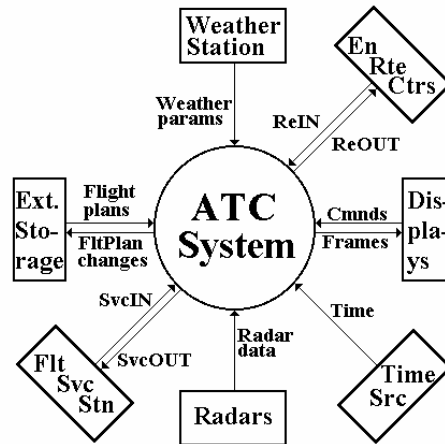 Weather
Station
En
Rte
Ctrs
Weather
params
ReIN
ReOUT
Ext.
Sto-
rage
Flight
plans
FltPlan
changes
ATC
System
Cmnds
Frames
Dis-
pla-
ys
SvcIN
SvcOUT
Radar
data
Time
Flt
Svc
Stn
Radars
Time
Src